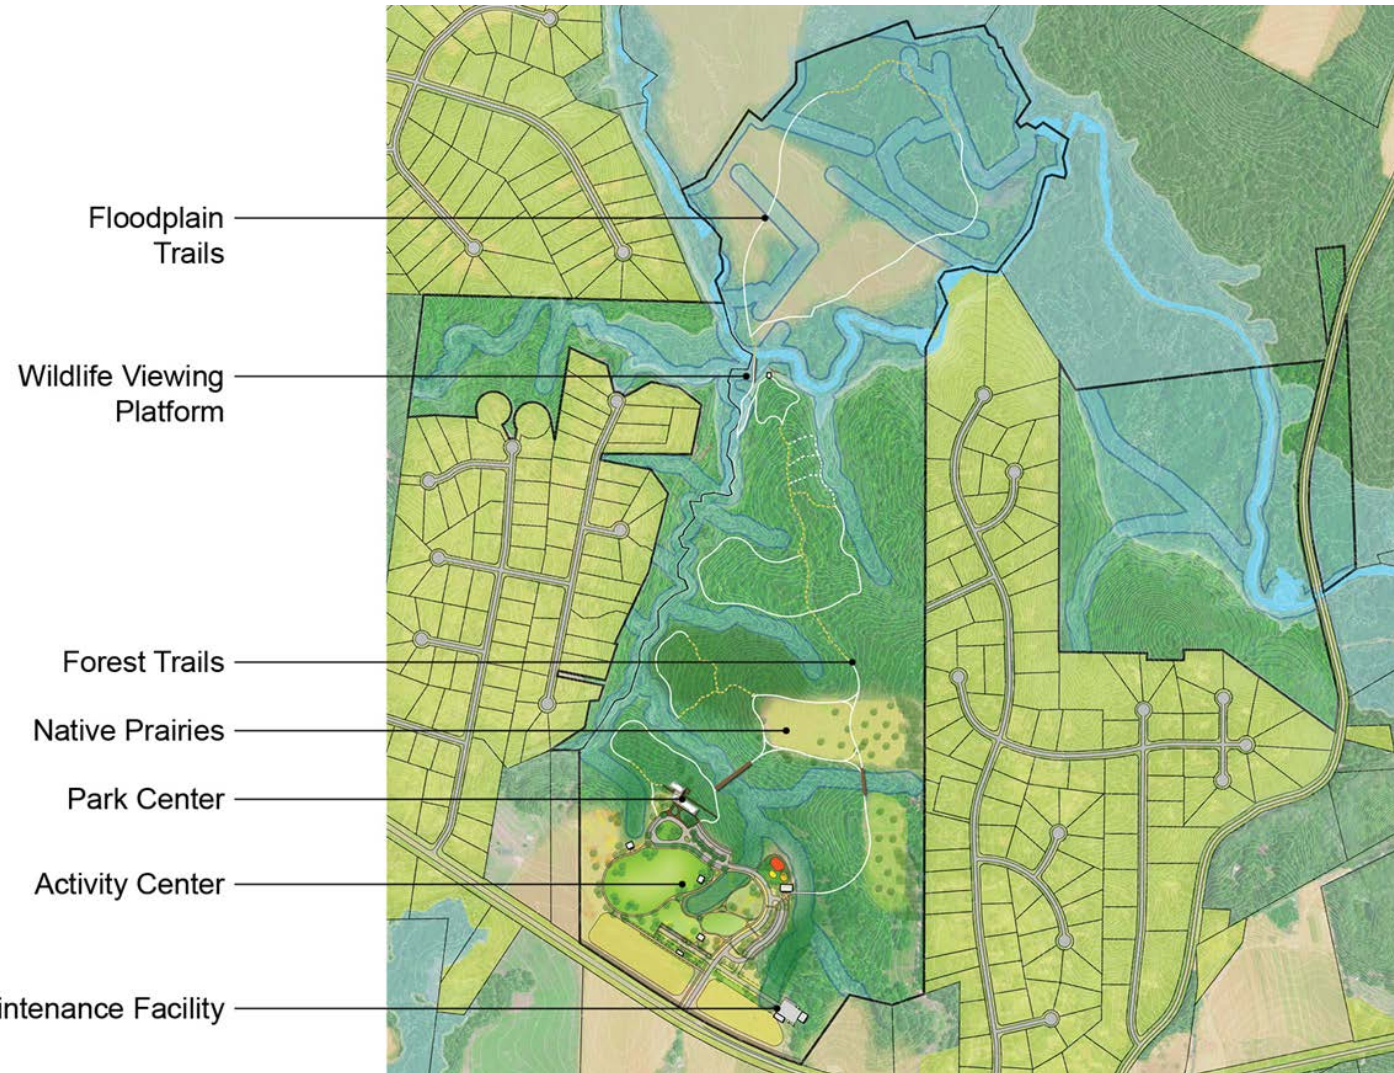 Floodplain
Trails
Wildlife Viewing
Platform
Forest Trails
Native Prairies
Park Center
Activity Center
intenance Facility